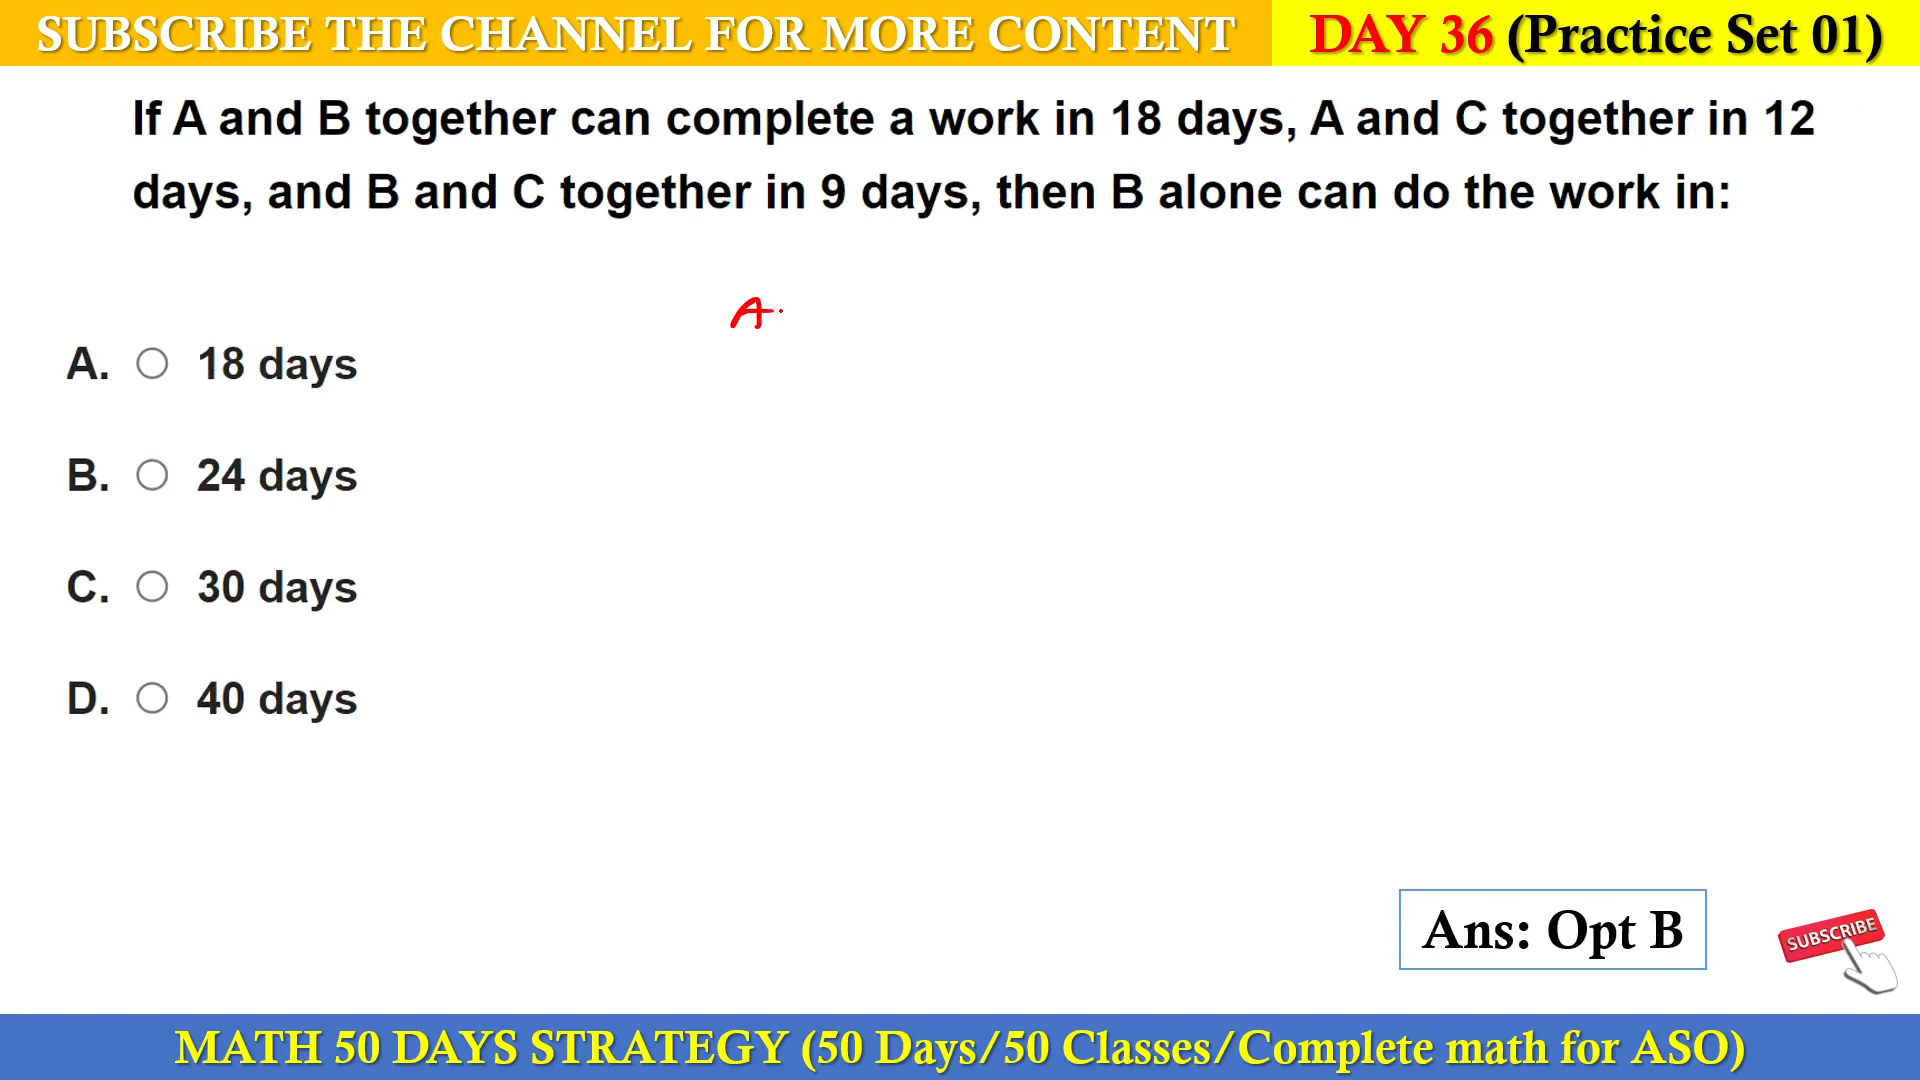 SUBSCRIBE THE CHANNEL FOR MORE CONTENT
DAY 36 (Practice Set 01)
If A and B together can complete a work in 18 days, A and C together in 12
days, and B and C together in 9 days, then B alone can do the work in:
A
A. 18 days
B. 24 days
C. 30 days
D. 40 days
Ans: Opt B
SUBSCRIBE
MATH 50 DAYS STRATEGY (50 Days/50 Classes/Complete math for ASO)